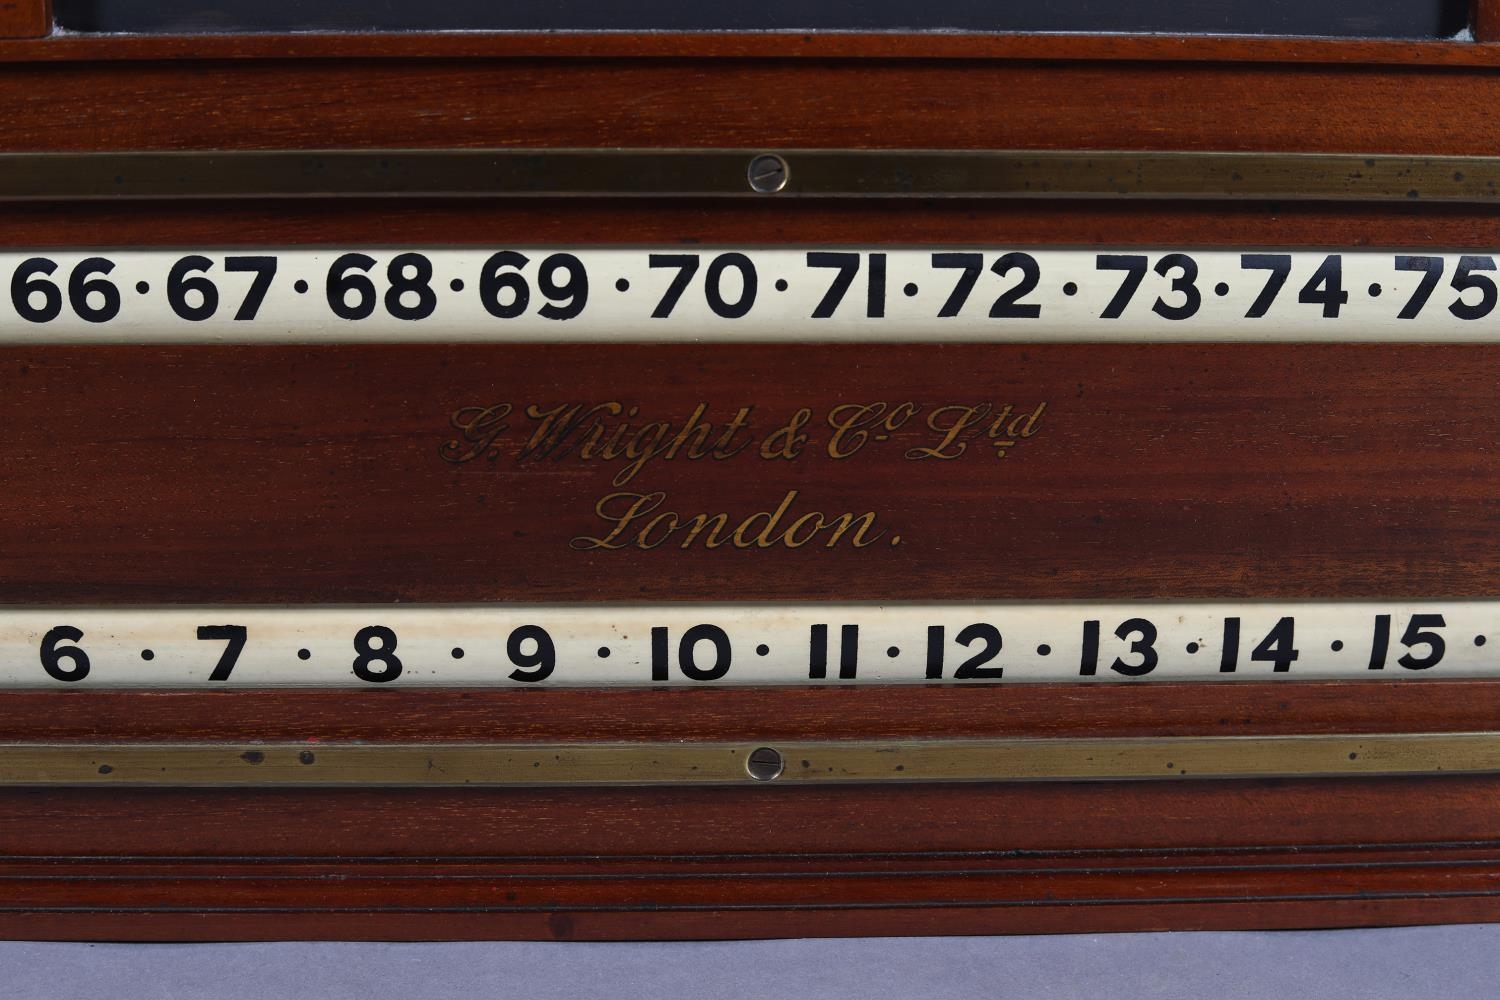 66 · 67 · 68 · 69 · 70 · 71 · 72 · 73 · 74 · 75
G. Wright & Co Ltd
London.
6 · 7 · 8 · 9 · 10 · 11 · 12 · 13 · 14 · 15 ·